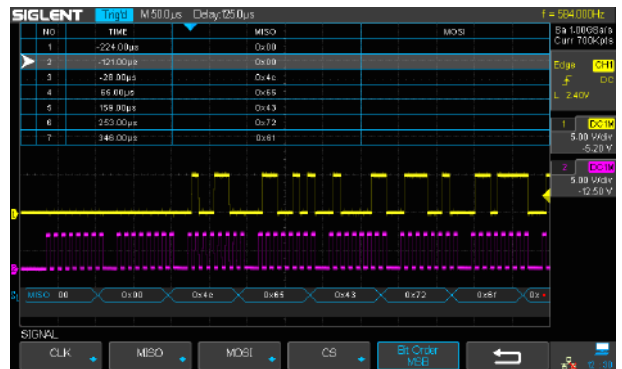 SIGLENT Trig'd M 50.0µs Delay:125.0µs f = 594.000Hz
Sa 1.00GSa/s
Curr 700Kpts
NO TIME MISO MOSI
1 -224.00µs 0x00
2 -121.00µs 0x00
3 -28.00µs 0x4c
4 66.00µs 0x65
5 159.00µs 0x43
6 253.00µs 0x72
7 346.00µs 0x61
Edge CH1
DC
L 2.40V
1 DC1M
5.00 V/div
-5.20 V
2 DC1M
5.00 V/div
-12.50 V
MISO 00 0x00 0x4c 0x65 0x43 0x72 0x6f 0x
SIGNAL
CLK MISO MOSI CS Bit Order
MSB